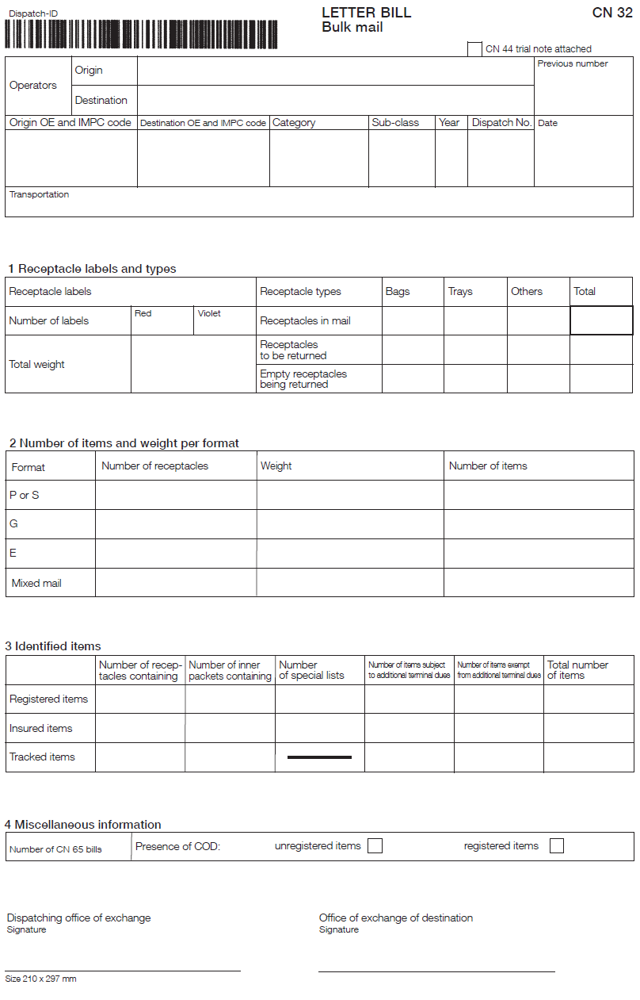 Dispatch-ID
LETTER BILL
Bulk mail
CN 32
CN 44 trial note attached
Operators
Origin
Destination
Previous number
Origin OE and IMPC code
Destination OE and IMPC code
Category
Sub-class
Year
Dispatch No.
Date
Transportation
1 Receptacle labels and types
Receptacle labels
Receptacle types
Bags
Trays
Others
Total
Number of labels
Red
Violet
Receptacles in mail
Total weight
Receptacles
to be returned
Empty receptacles
being returned
2 Number of items and weight per format
Format
Number of receptacles
Weight
Number of items
P or S
G
E
Mixed mail
3 Identified items
Number of recep-
tacles containing
Number of inner
packets containing
Number
of special lists
Number of items subject
to additional terminal dues
Number of items exempt
from additional terminal dues
Total number
of items
Registered items
Insured items
Tracked items
4 Miscellaneous information
Number of CN 65 bills
Presence of COD:
unregistered items
registered items
Dispatching office of exchange
Signature
Office of exchange of destination
Signature
Size 210 x 297 mm